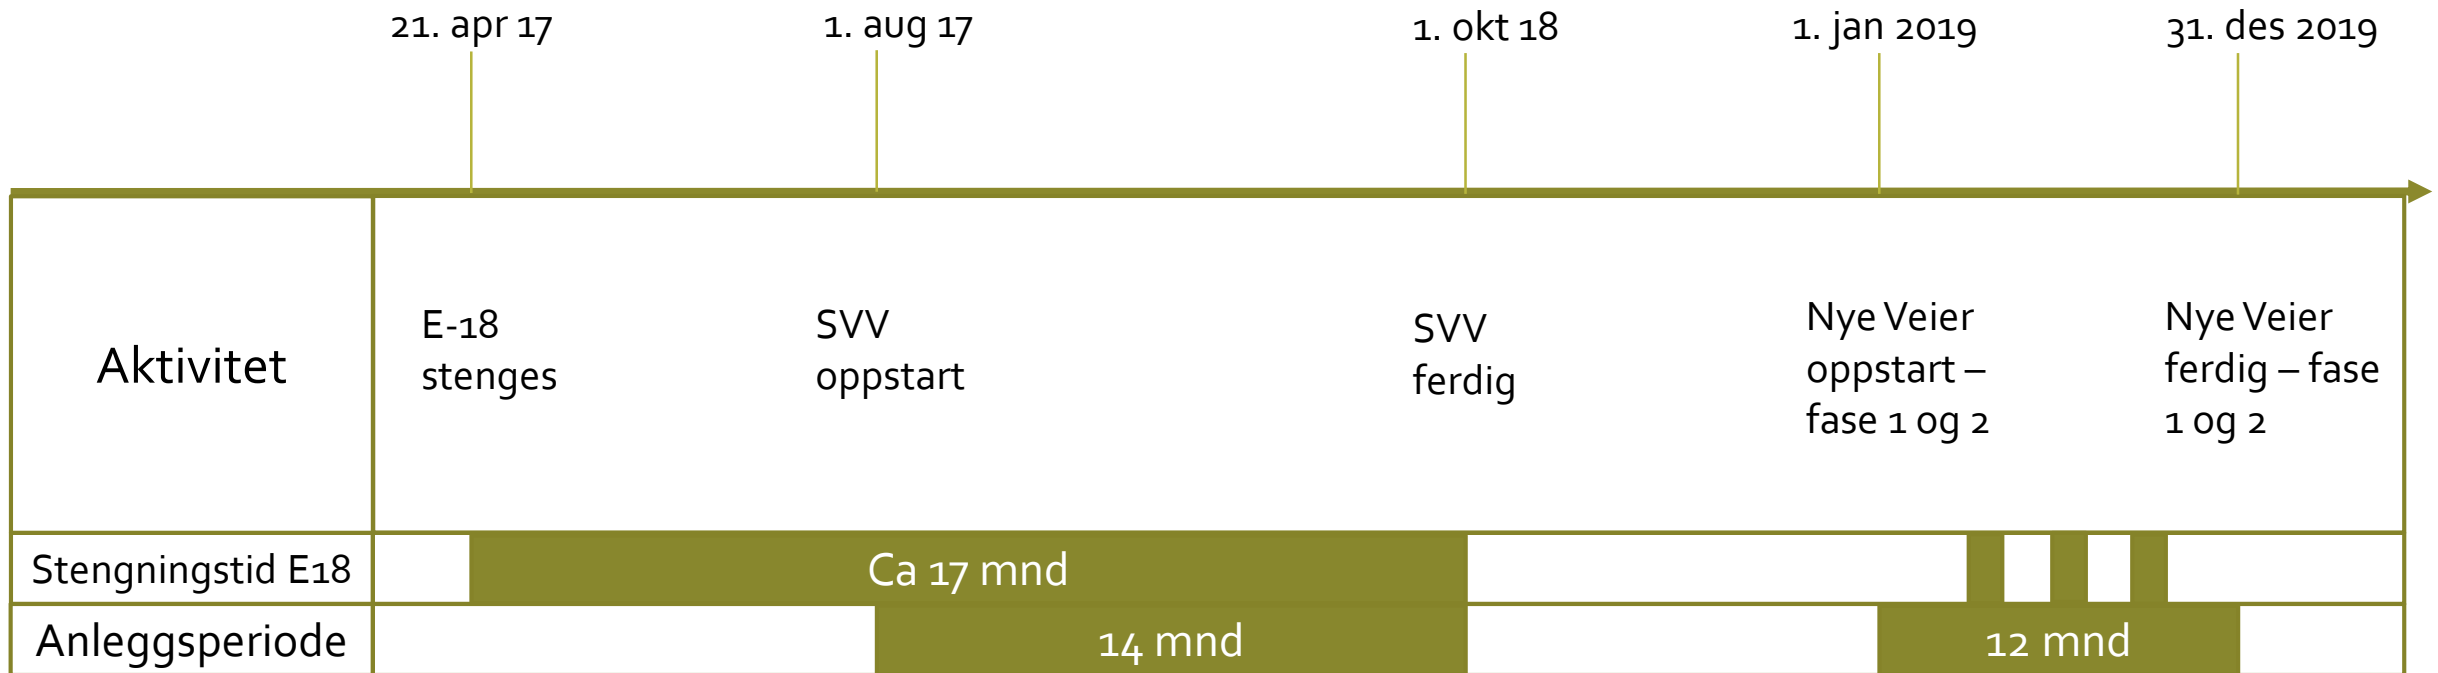 21. apr 17
1. aug 17
1. okt 18
1. jan 2019
31. des 2019
Aktivitet
E-18
stenges
SVV
oppstart
SVV
ferdig
Nye Veier
oppstart –
fase 1 og 2
Nye Veier
ferdig – fase
1 og 2
Stengningstid E18
Ca 17 mnd
Anleggsperiode
14 mnd
12 mnd